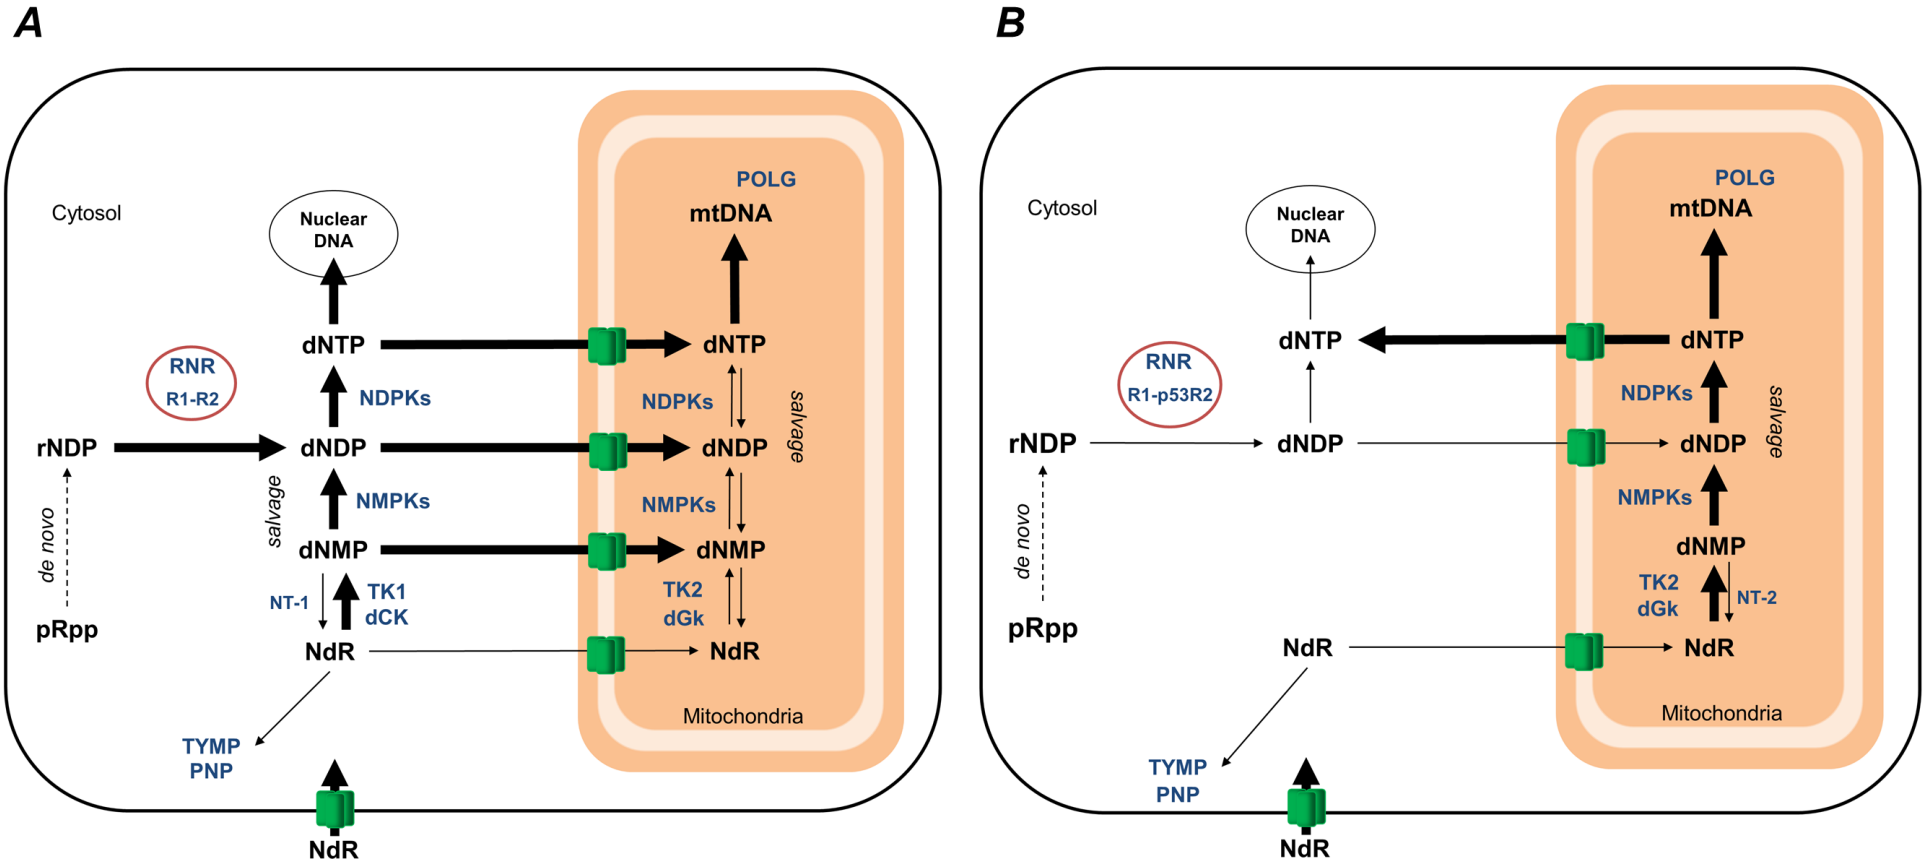 A
Cytosol
Nuclear
DNA
POLG
mtDNA
dNTP
dNTP
RNR
R1-R2
NDPKs
NDPKs
salvage
rNDP
dNDP
dNDP
salvage
NMPKs
NMPKs
de novo
dNMP
dNMP
NT-1
TK1
dCK
TK2
dGk
pRpp
NdR
NdR
Mitochondria
TYMP
PNP
NdR
B
Cytosol
Nuclear
DNA
POLG
mtDNA
dNTP
dNTP
RNR
R1-p53R2
NDPKs
salvage
rNDP
dNDP
dNDP
NMPKs
de novo
dNMP
TK2
dGk
NT-2
pRpp
NdR
NdR
Mitochondria
TYMP
PNP
NdR